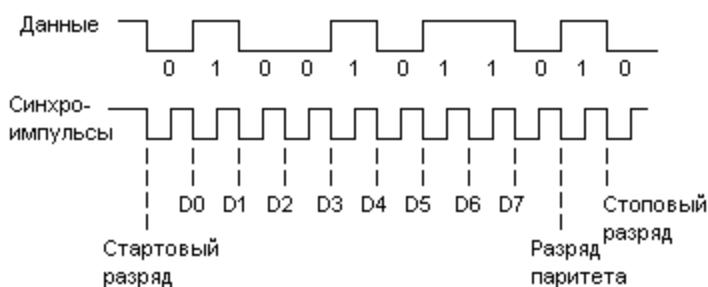 Данные
0 1 0 0 1 0 1 1 0 1 0
Синхро-
импульсы
D0 D1 D2 D3 D4 D5 D6 D7
Стартовый
разряд
Разряд
паритета
Стоповый
разряд